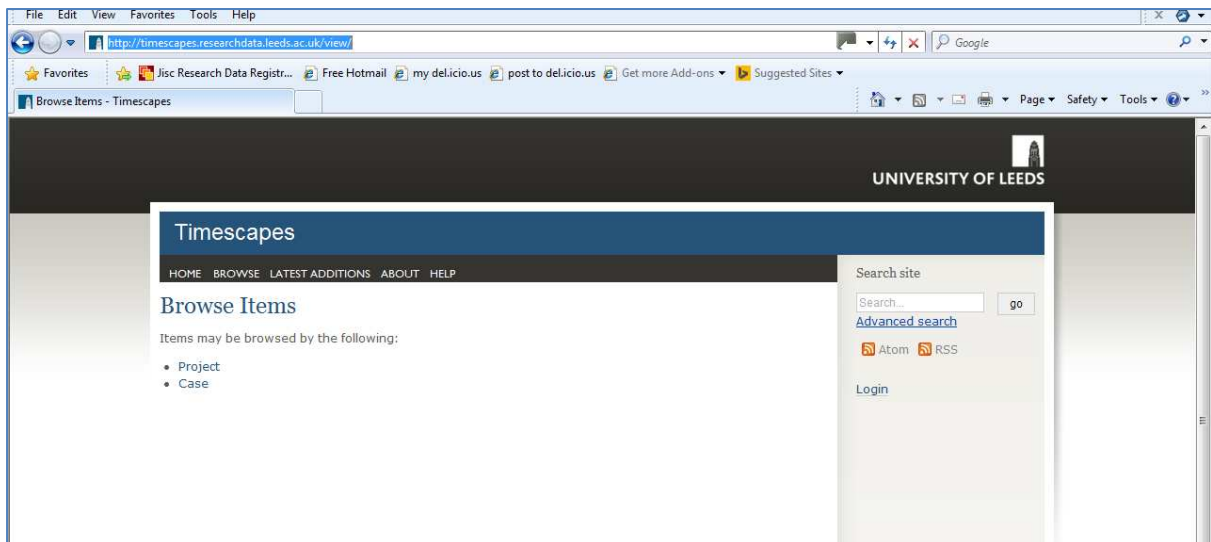 File Edit View Favorites Tools Help
http://timescapes.researchdata.leeds.ac.uk/view/
Google
Favorites Jisc Research Data Registr... Free Hotmail my del.icio.us post to del.icio.us Get more Add-ons Suggested Sites
Browse Items - Timescapes
Page Safety Tools
UNIVERSITY OF LEEDS
Timescapes
HOME BROWSE LATEST ADDITIONS ABOUT HELP
Browse Items
Items may be browsed by the following:
• Project
• Case
Search site
Search... go
Advanced search
Atom RSS
Login